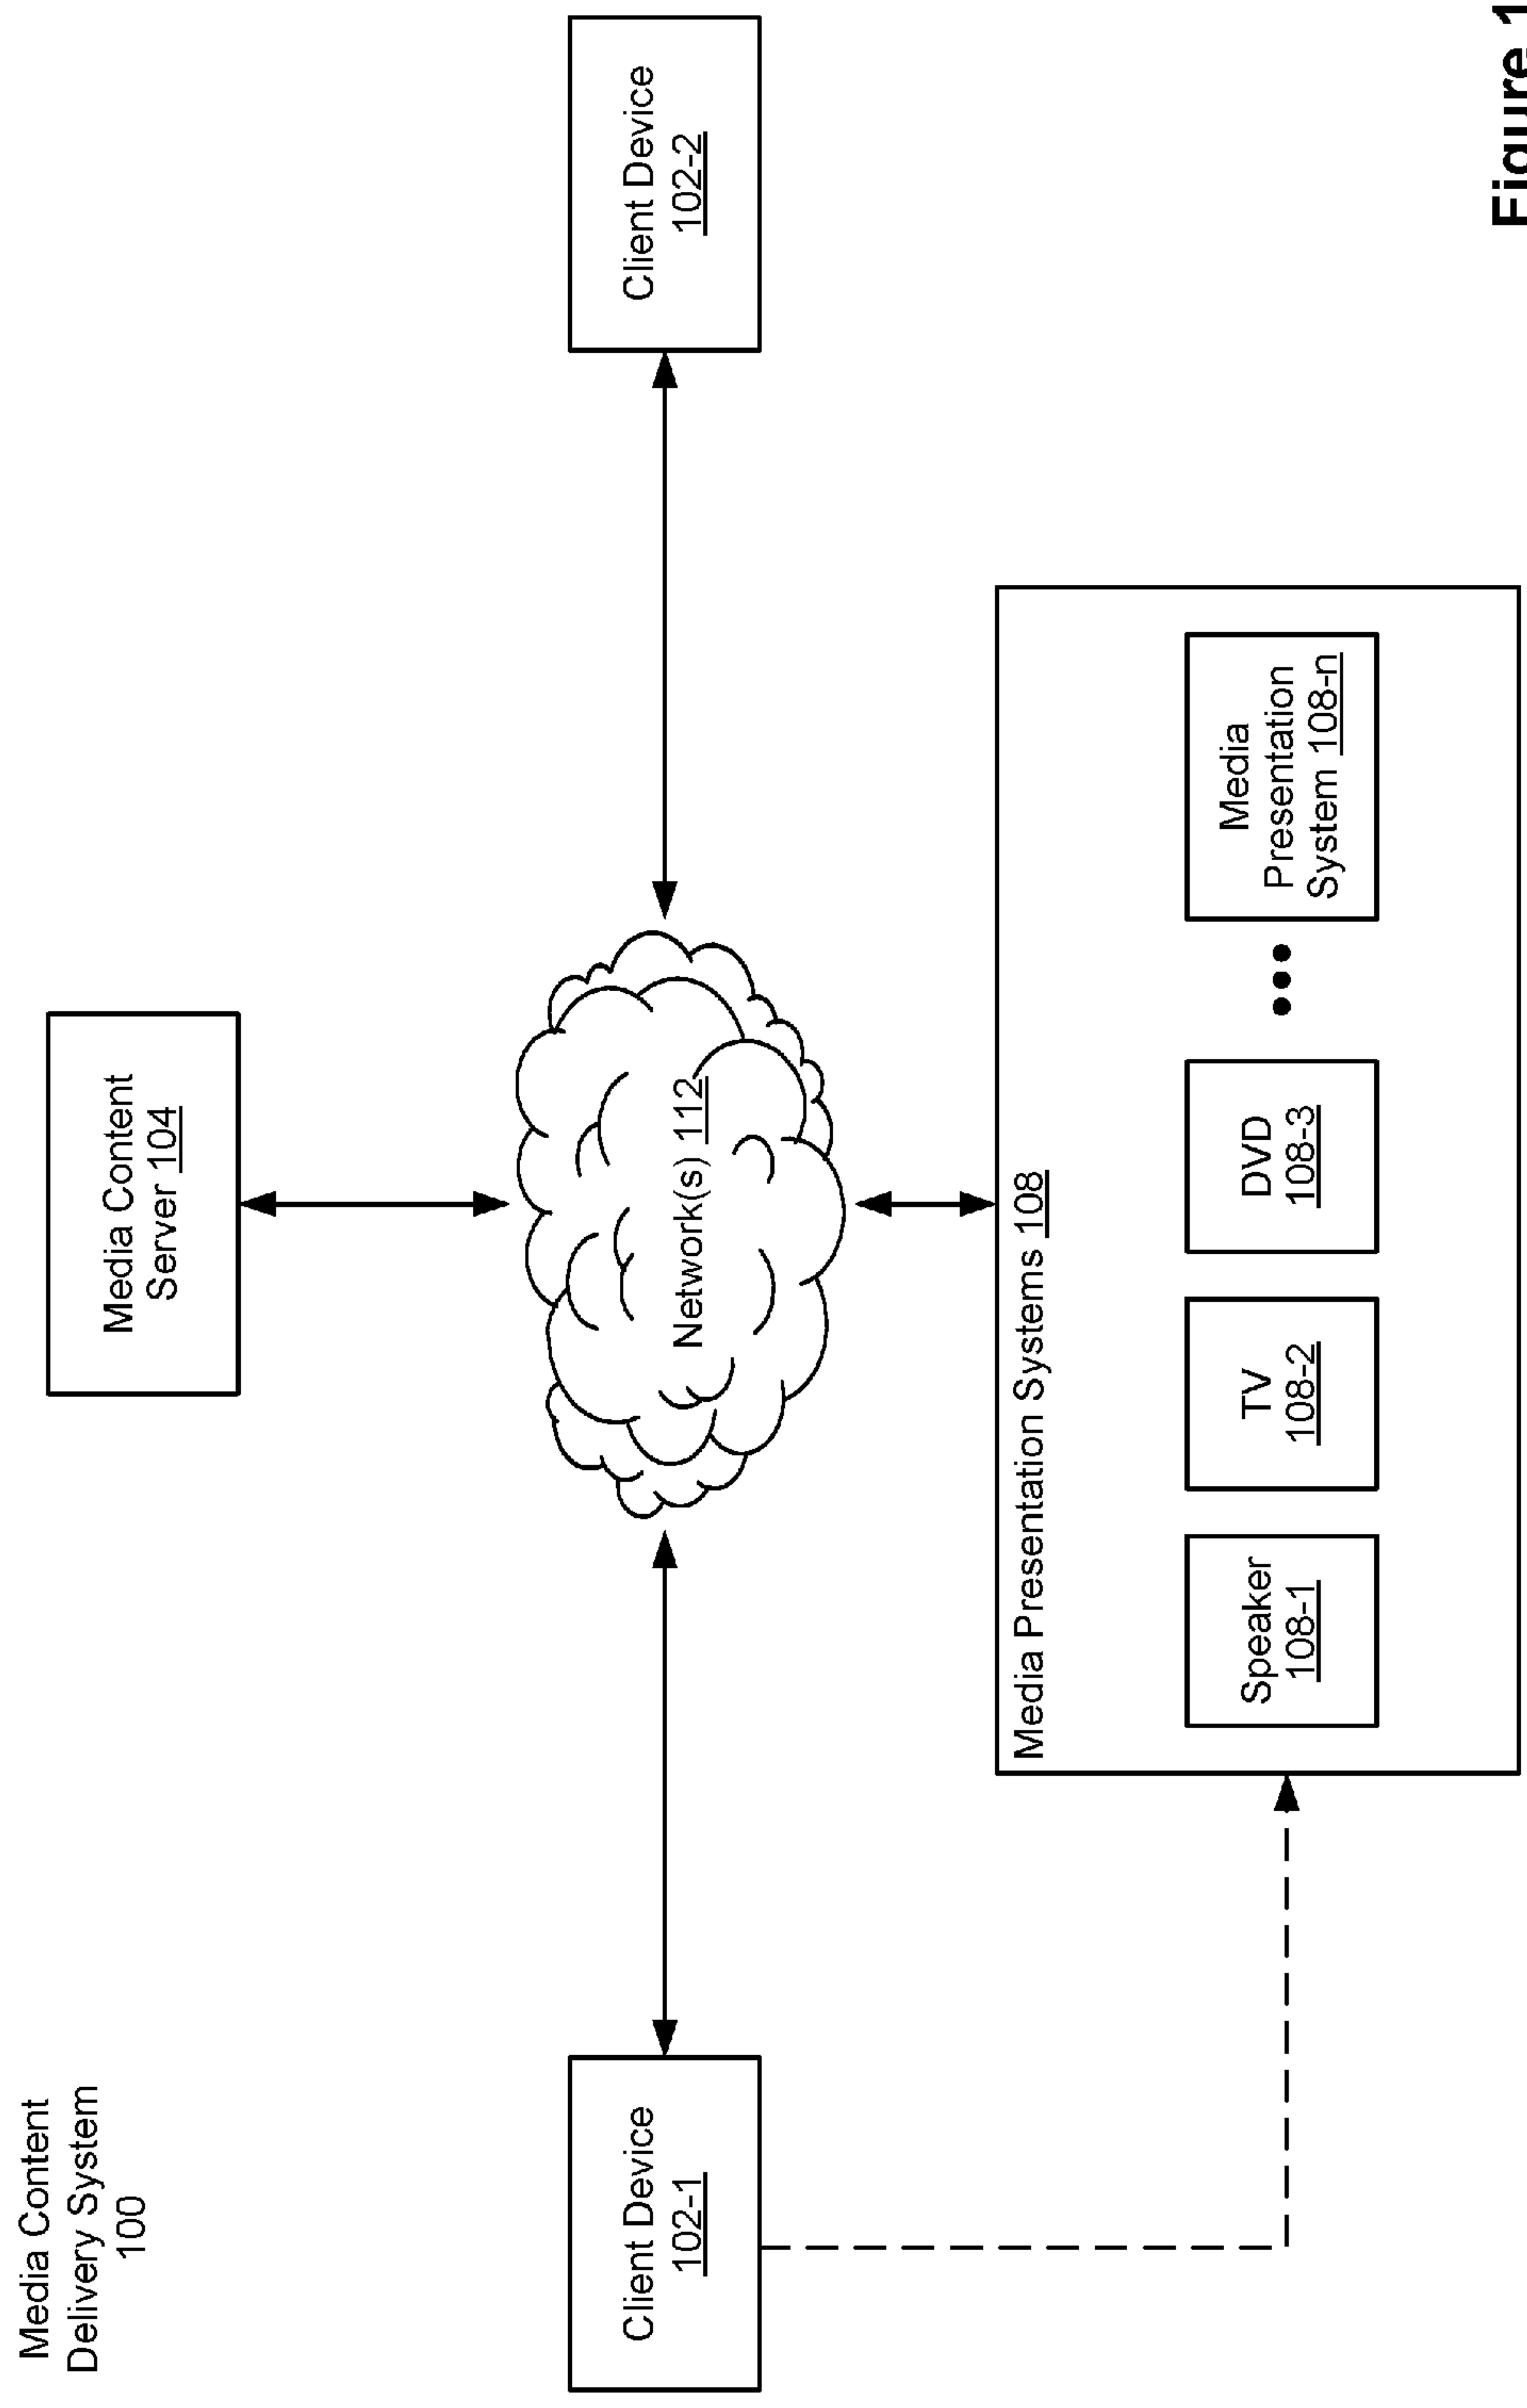 Media Content
Delivery System
100
Media Content
Server 104
Client Device
102-1
Network(s) 112
Client Device
102-2
Media Presentation Systems 108
Speaker
108-1
TV
108-2
DVD
108-3
Media
Presentation
System 108-n
Figure 1